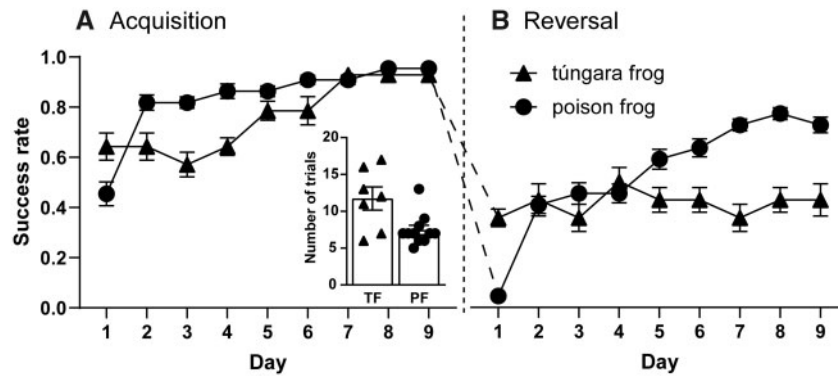 A Acquisition
B Reversal
Success rate
1.0
0.8
0.6
0.4
0.2
0.0
1 2 3 4 5 6 7 8 9
Day
Number of trials
20
15
10
5
0
TF PF
túngara frog
poison frog
1 2 3 4 5 6 7 8 9
Day